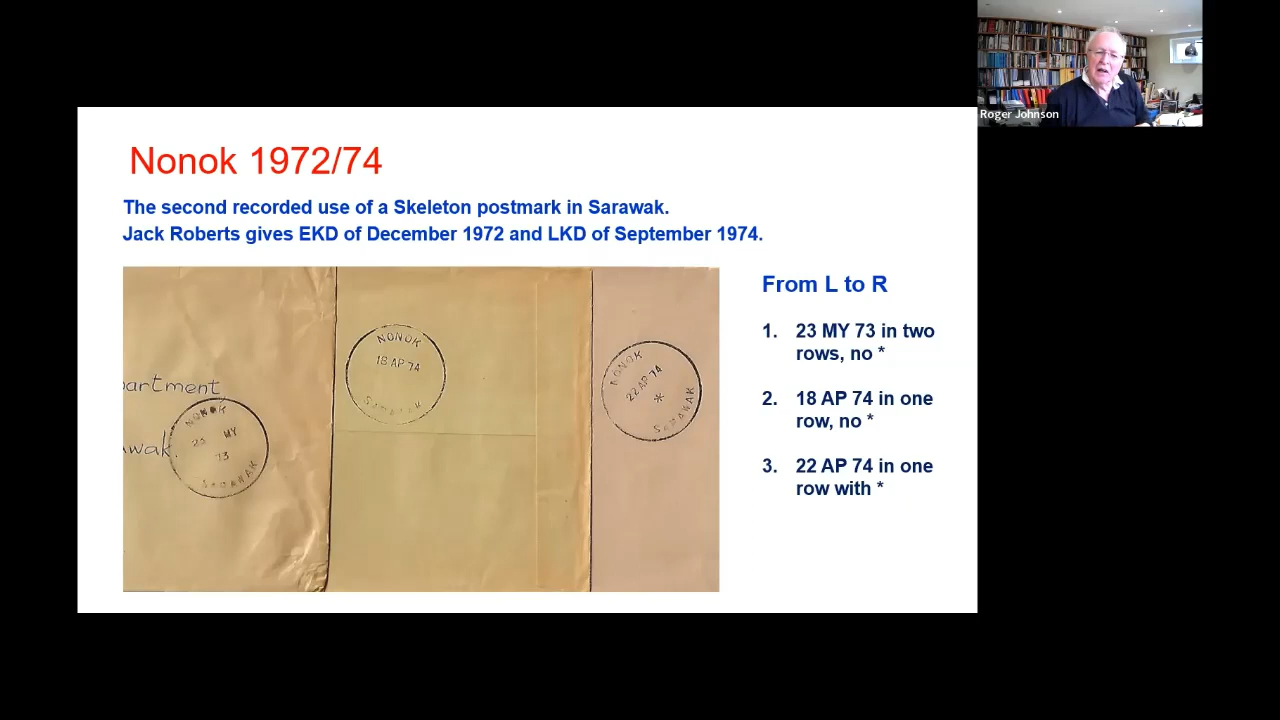 Roger Johnson
Nonok 1972/74
The second recorded use of a Skeleton postmark in Sarawak.
Jack Roberts gives EKD of December 1972 and LKD of September 1974.
partment
NONOK
23 MY
73
SARAWAK
awak.
NONOK
18 AP 74
SARAWAK
NONOK
22 AP 74
*
SARAWAK
From L to R
1. 23 MY 73 in two
rows, no *
2. 18 AP 74 in one
row, no *
3. 22 AP 74 in one
row with *